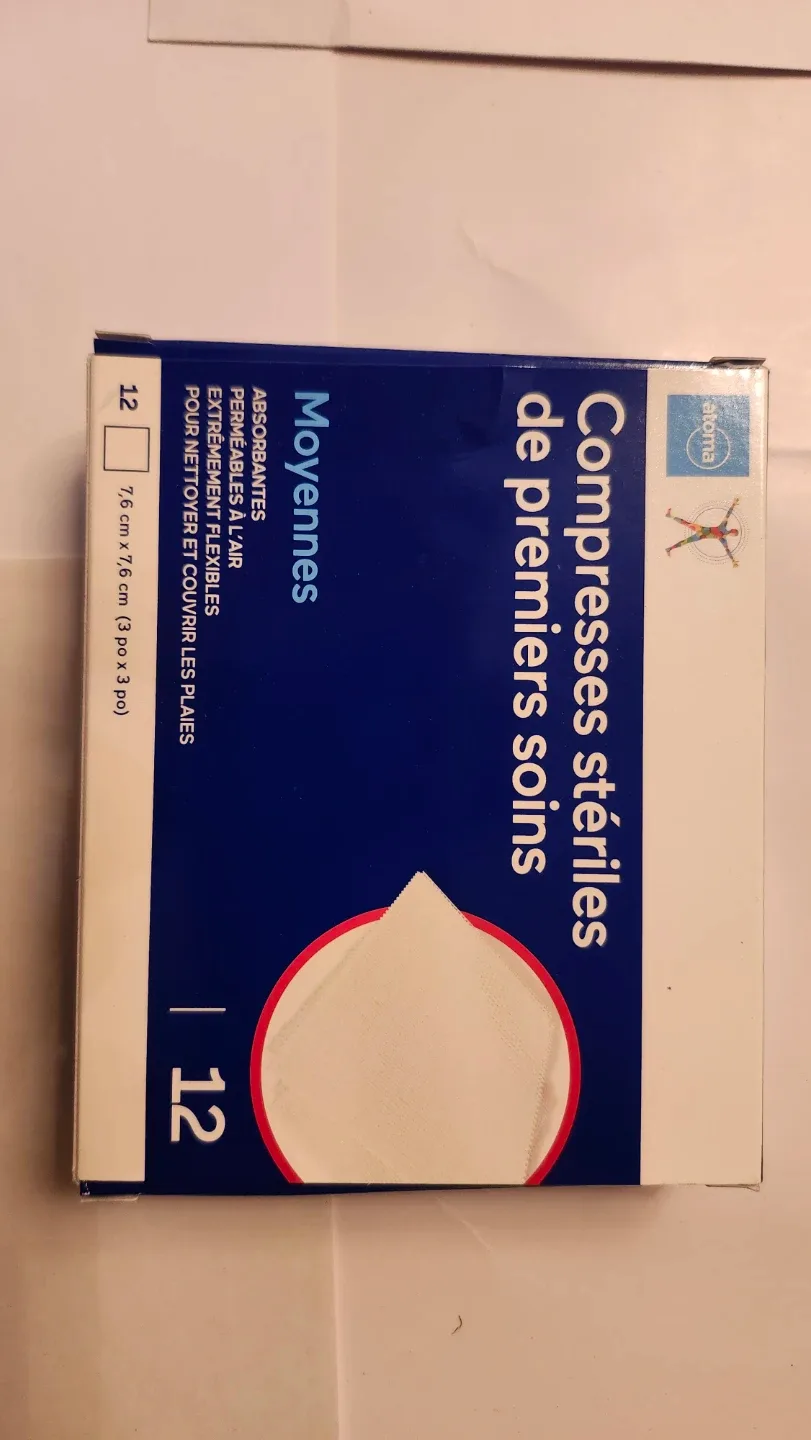 atoma
Compresses stériles
de premiers soins
Moyennes
ABSORBANTES
PERMÉABLES À L'AIR
EXTRÊMEMENT FLEXIBLES
POUR NETTOYER ET COUVRIR LES PLAIES
12
12 7,6 cm x 7,6 cm (3 po x 3 po)